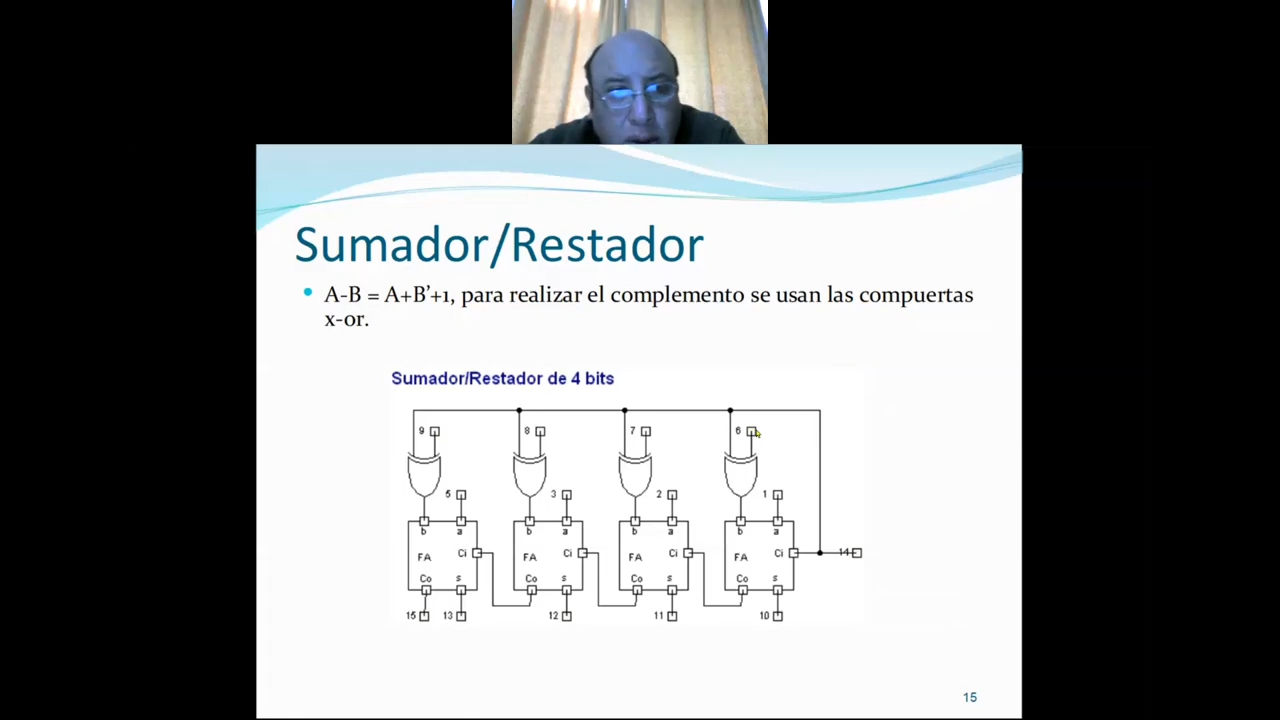 Sumador/Restador
A-B = A+B’+1, para realizar el complemento se usan las compuertas
x-or.
Sumador/Restador de 4 bits
9 8 7 6
5 3 2 1
b a b a b a b a
FA Ci FA Ci FA Ci FA Ci 14
Co s Co s Co s Co s
15 13 12 11 10
15